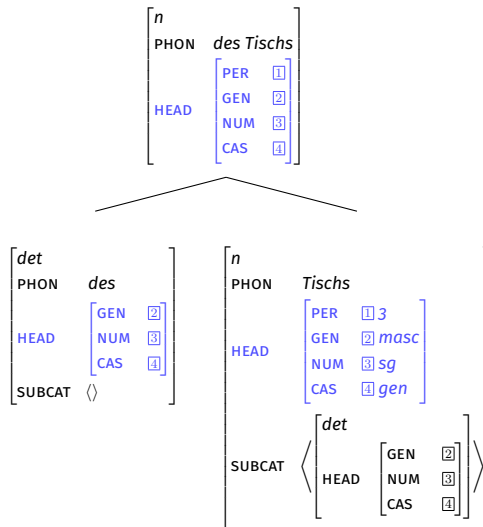 n
PHON des Tischs
HEAD
PER 1
GEN 2
NUM 3
CAS 4
det
PHON des
HEAD
GEN 2
NUM 3
CAS 4
SUBCAT ⟨⟩
n
PHON Tischs
HEAD
PER 1 3
GEN 2 masc
NUM 3 sg
CAS 4 gen
SUBCAT
det
HEAD
GEN 2
NUM 3
CAS 4